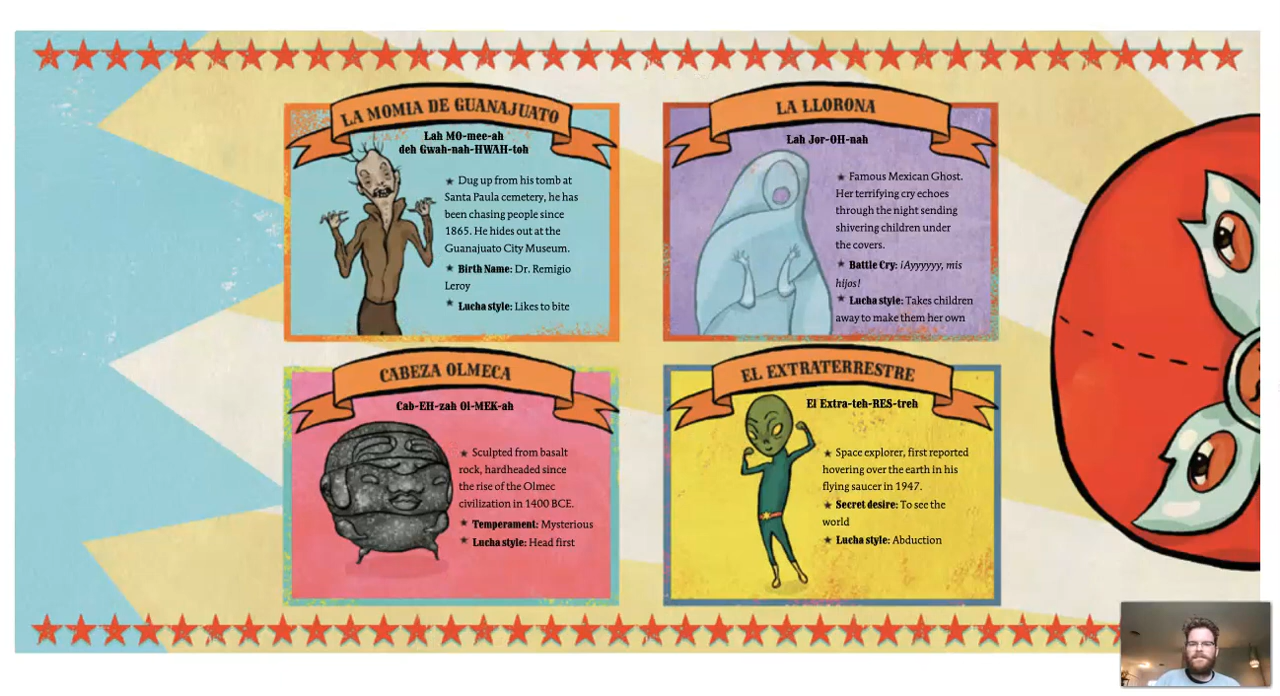 LA MOMIA DE GUANAJUATO
Lah MO-mee-ah
deh Gwah-nah-HWAH-toh
★ Dug up from his tomb at
Santa Paula cemetery, he has
been chasing people since
1865. He hides out at the
Guanajuato City Museum.
★ Birth Name: Dr. Remigio
Leroy
★ Lucha style: Likes to bite
LA LLORONA
Lah Jor-OH-nah
★ Famous Mexican Ghost.
Her terrifying cry echoes
through the night sending
shivering children under
the covers.
★ Battle Cry: ¡Ayyyyyy, mis
hijos!
★ Lucha style: Takes children
away to make them her own
CABEZA OLMECA
Cab-EH-zah Ol-MEK-ah
★ Sculpted from basalt
rock, hardheaded since
the rise of the Olmec
civilization in 1400 BCE.
★ Temperament: Mysterious
★ Lucha style: Head first
EL EXTRATERRESTRE
El Extra-teh-RES-treh
★ Space explorer, first reported
hovering over the earth in his
flying saucer in 1947.
★ Secret desire: To see the
world
★ Lucha style: Abduction